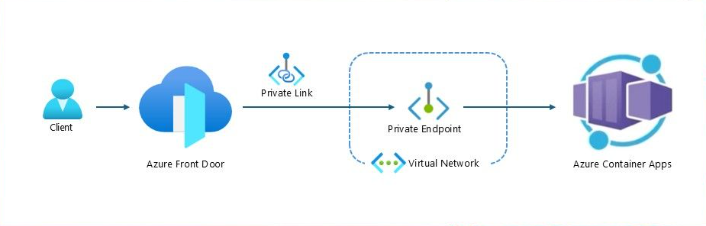 Private Link
Client
Private Endpoint
Azure Front Door
Virtual Network
Azure Container Apps